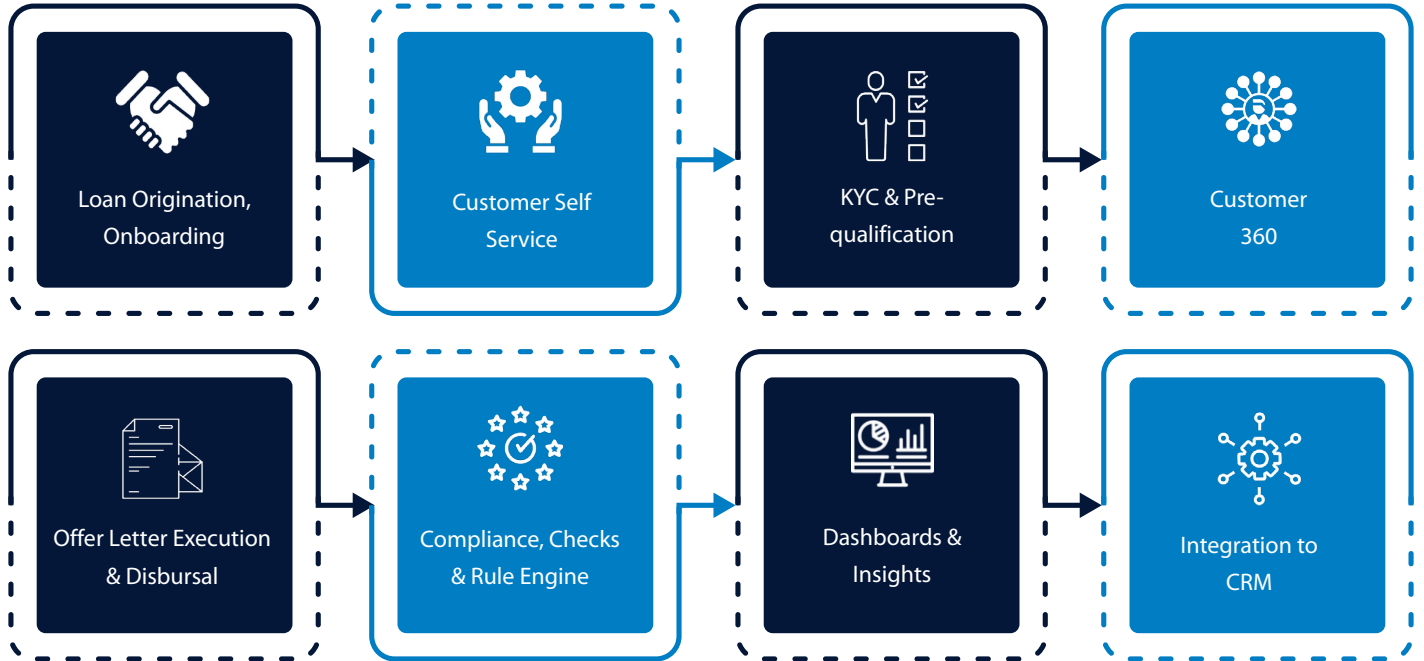 Loan Origination,
Onboarding
Customer Self
Service
KYC & Pre-
qualification
Customer
360
Offer Letter Execution
& Disbursal
Compliance, Checks
& Rule Engine
Dashboards &
Insights
Integration to
CRM